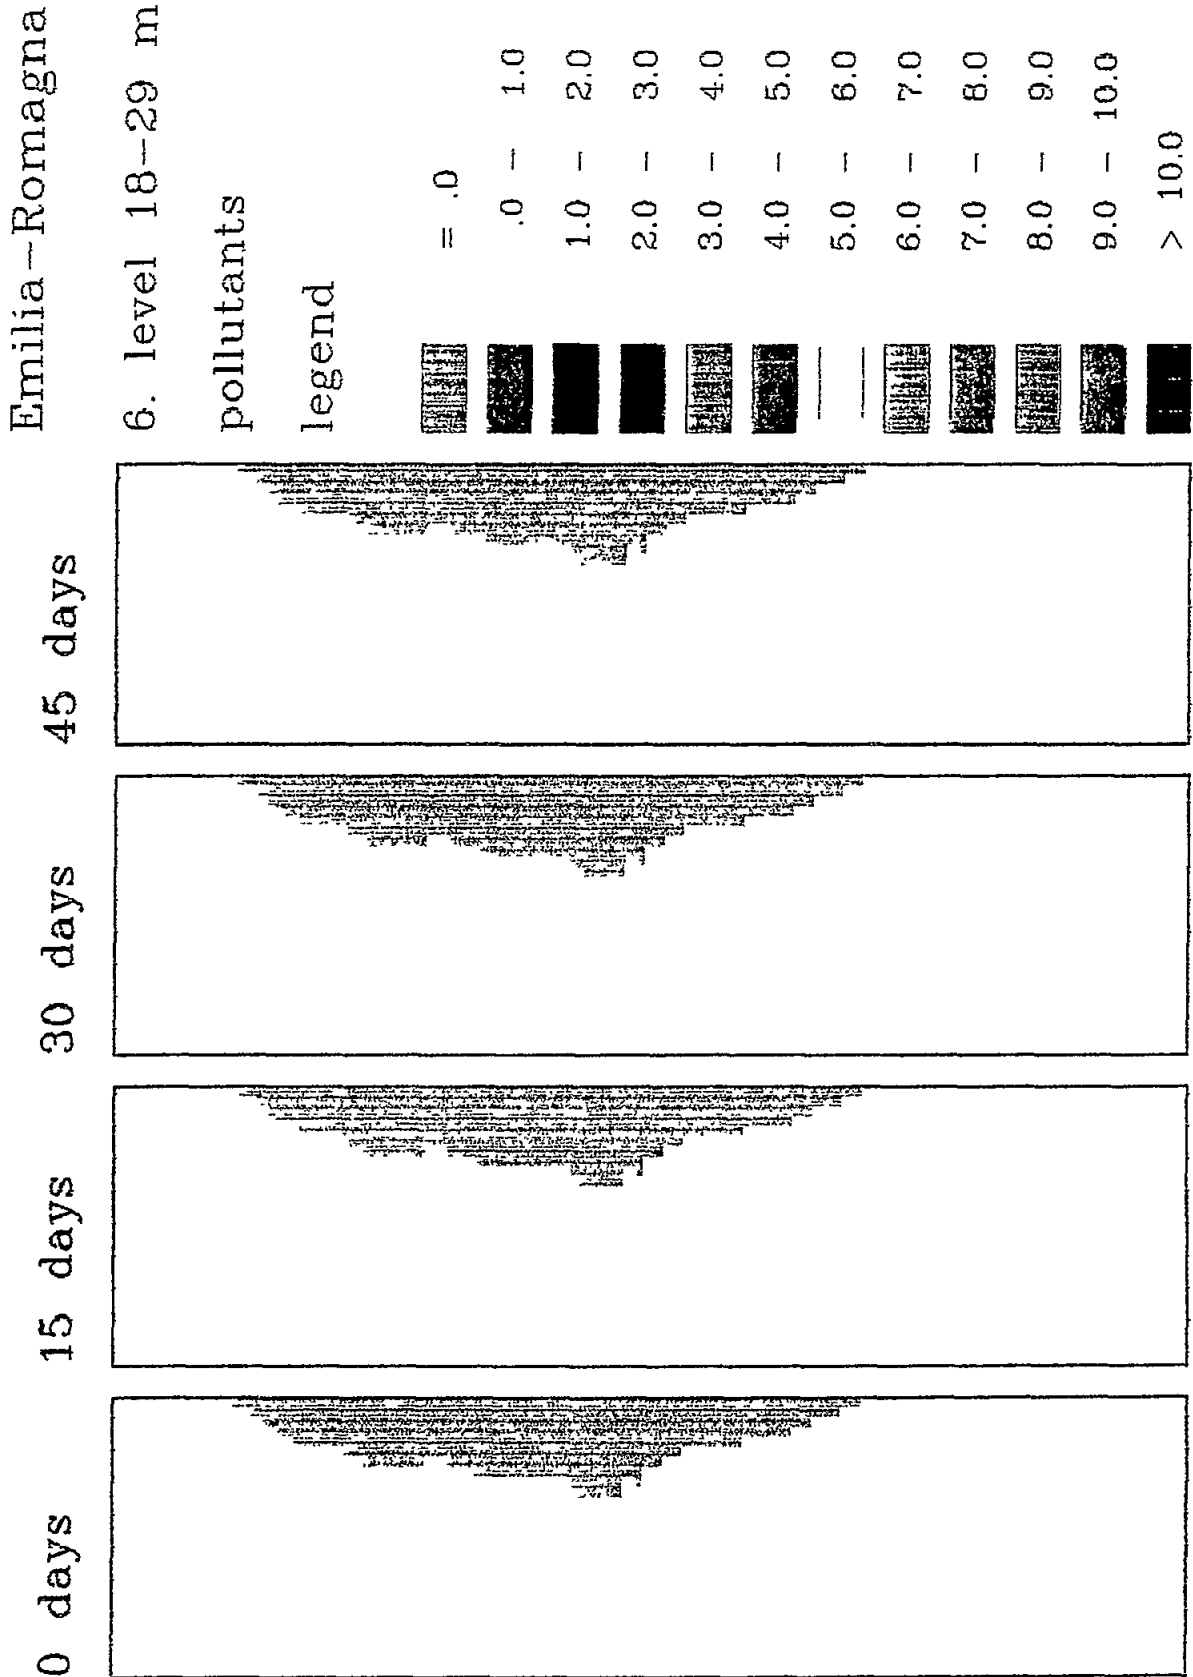 Emilia-Romagna
6. level 18-29 m
pollutants
legend
= .0
.0 - 1.0
1.0 - 2.0
2.0 - 3.0
3.0 - 4.0
4.0 - 5.0
5.0 - 6.0
6.0 - 7.0
7.0 - 8.0
8.0 - 9.0
9.0 - 10.0
> 10.0
45 days
30 days
15 days
0 days